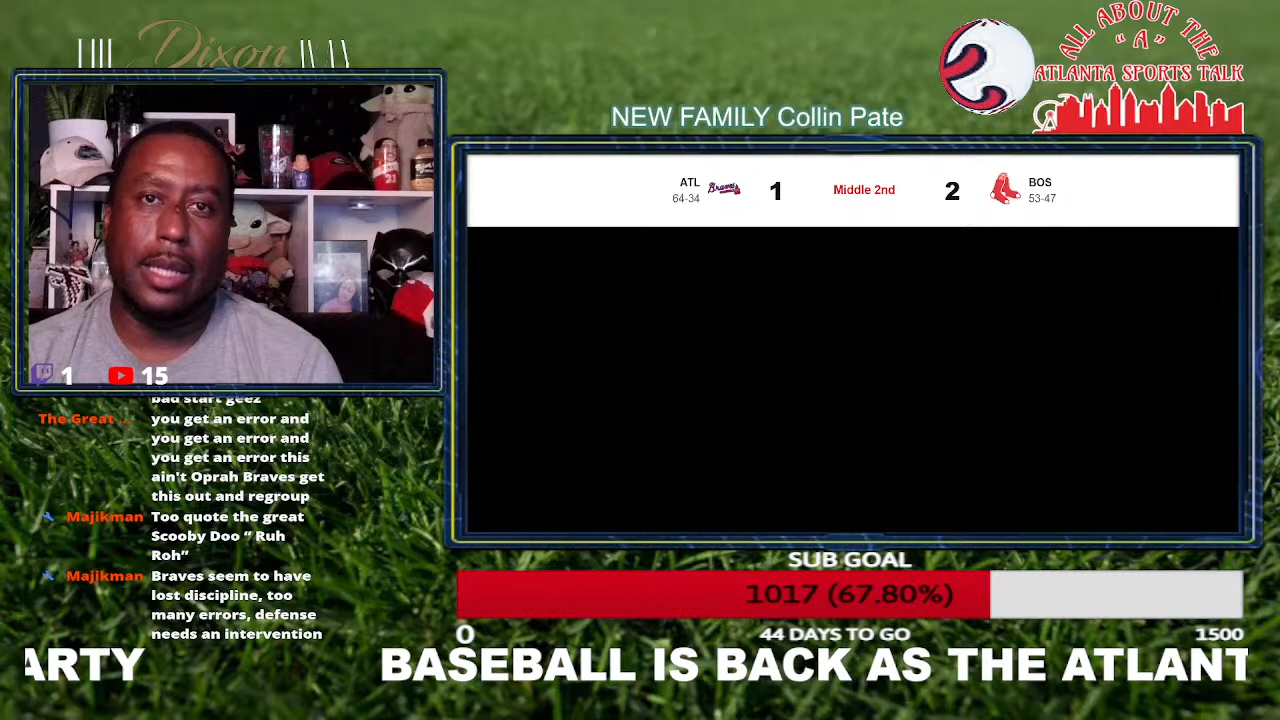 Dixon
ALL ABOUT THE
"A"
ATLANTA SPORTS TALK
NEW FAMILY Collin Pate
ATL
64-34
Braves
1
Middle 2nd
2
BOS
53-47
1
15
bad start geez
The Great ... you get an error and
you get an error and
you get an error this
ain't Oprah Braves get
this out and regroup
Majikman Too quote the great
Scooby Doo “ Ruh
Roh”
Majikman Braves seem to have
lost discipline, too
many errors, defense
needs an intervention
SUB GOAL
1017 (67.80%)
0 44 DAYS TO GO 1500
ARTY BASEBALL IS BACK AS THE ATLANT